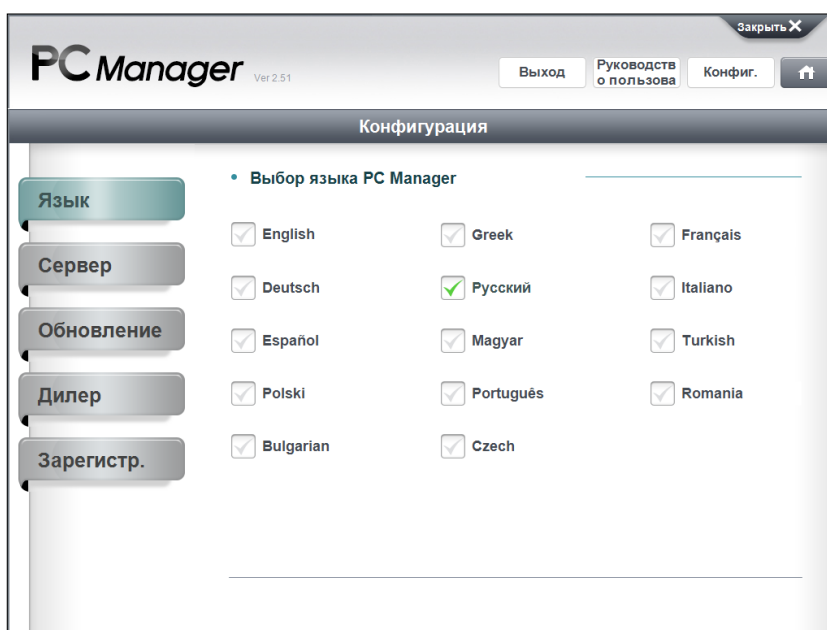 Закрыть
PC Manager Ver 2.51
Выход
Руководств
о пользова
Конфиг.
Конфигурация
Язык
Сервер
Обновление
Дилер
Зарегистр.
Выбор языка PC Manager
English Greek Français
Deutsch Русский Italiano
Español Magyar Turkish
Polski Português Romania
Bulgarian Czech